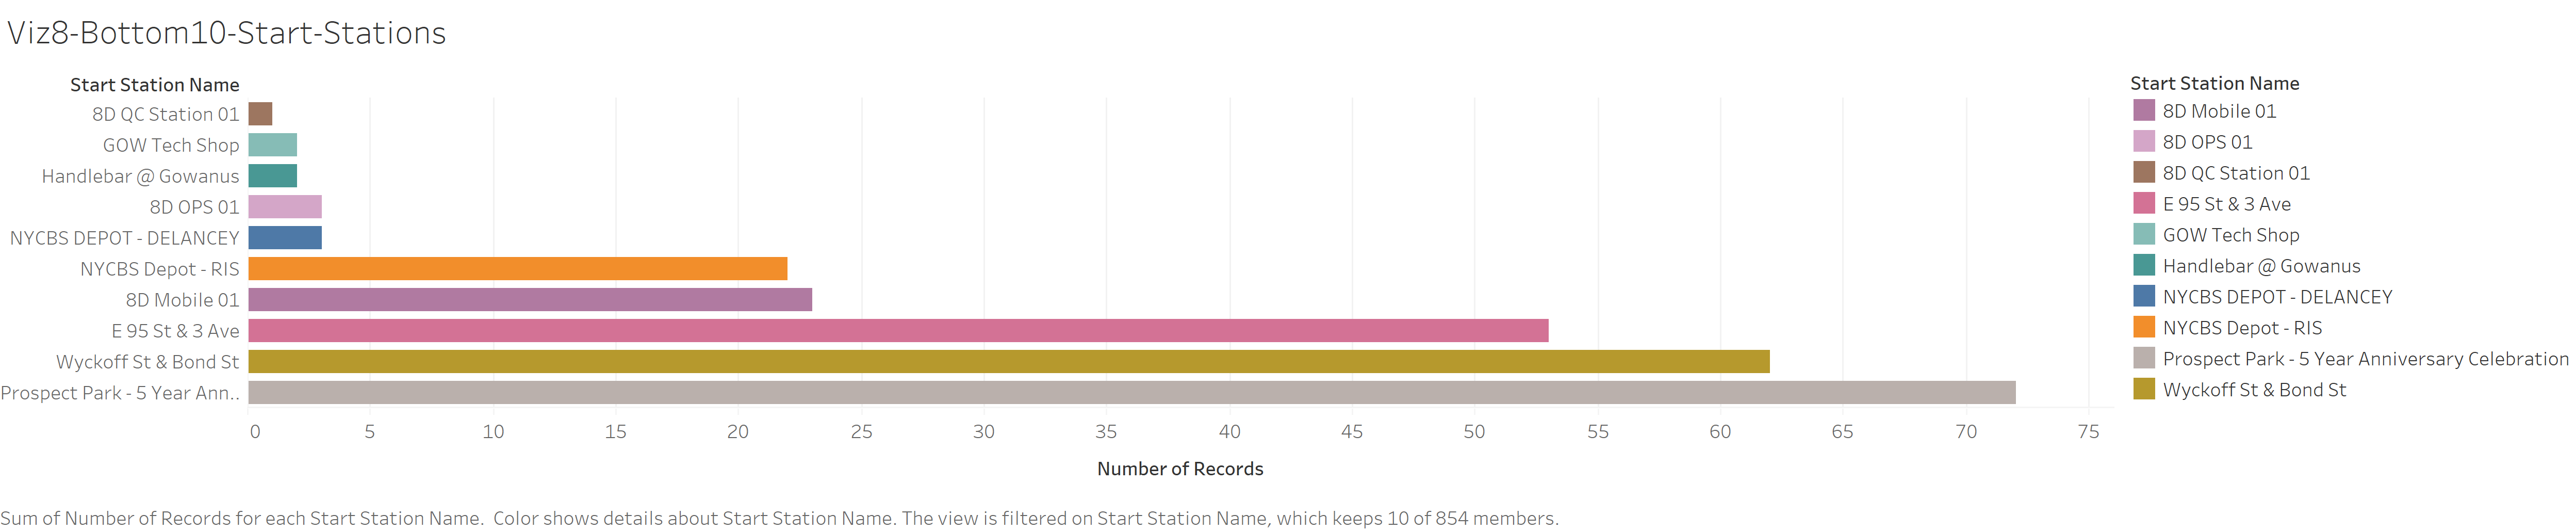 Viz8-Bottom10-Start-Stations
Start Station Name
8D QC Station 01
GOW Tech Shop
Handlebar @ Gowanus
8D OPS 01
NYCBS DEPOT - DELANCEY
NYCBS Depot - RIS
8D Mobile 01
E 95 St & 3 Ave
Wyckoff St & Bond St
Prospect Park - 5 Year Ann..
0 5 10 15 20 25 30 35 40 45 50 55 60 65 70 75
Number of Records
Start Station Name
8D Mobile 01
8D OPS 01
8D QC Station 01
E 95 St & 3 Ave
GOW Tech Shop
Handlebar @ Gowanus
NYCBS DEPOT - DELANCEY
NYCBS Depot - RIS
Prospect Park - 5 Year Anniversary Celebration
Wyckoff St & Bond St
Sum of Number of Records for each Start Station Name.  Color shows details about Start Station Name. The view is filtered on Start Station Name, which keeps 10 of 854 members.